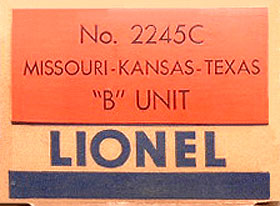 No. 2245C
MISSOURI-KANSAS-TEXAS
"B" UNIT
LIONEL